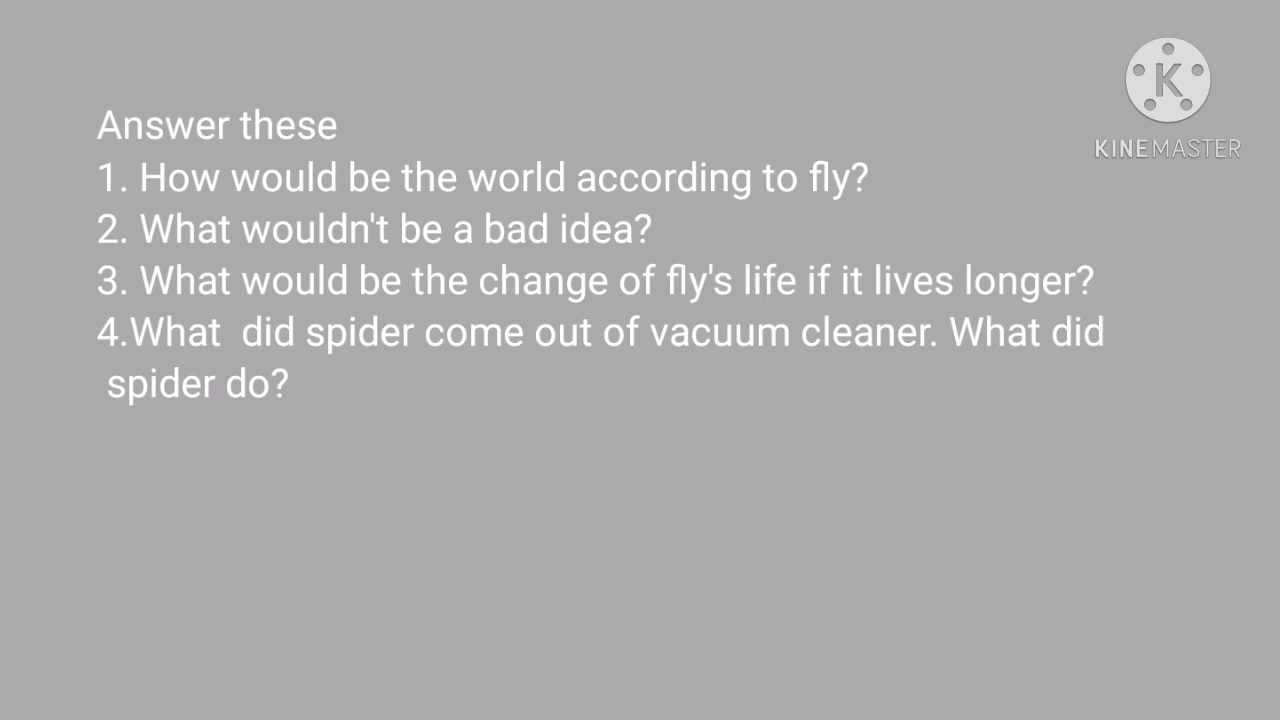 Answer these
1. How would be the world according to fly?
2. What wouldn't be a bad idea?
3. What would be the change of fly's life if it lives longer?
4.What  did spider come out of vacuum cleaner. What did
spider do?
K
KINEMASTER